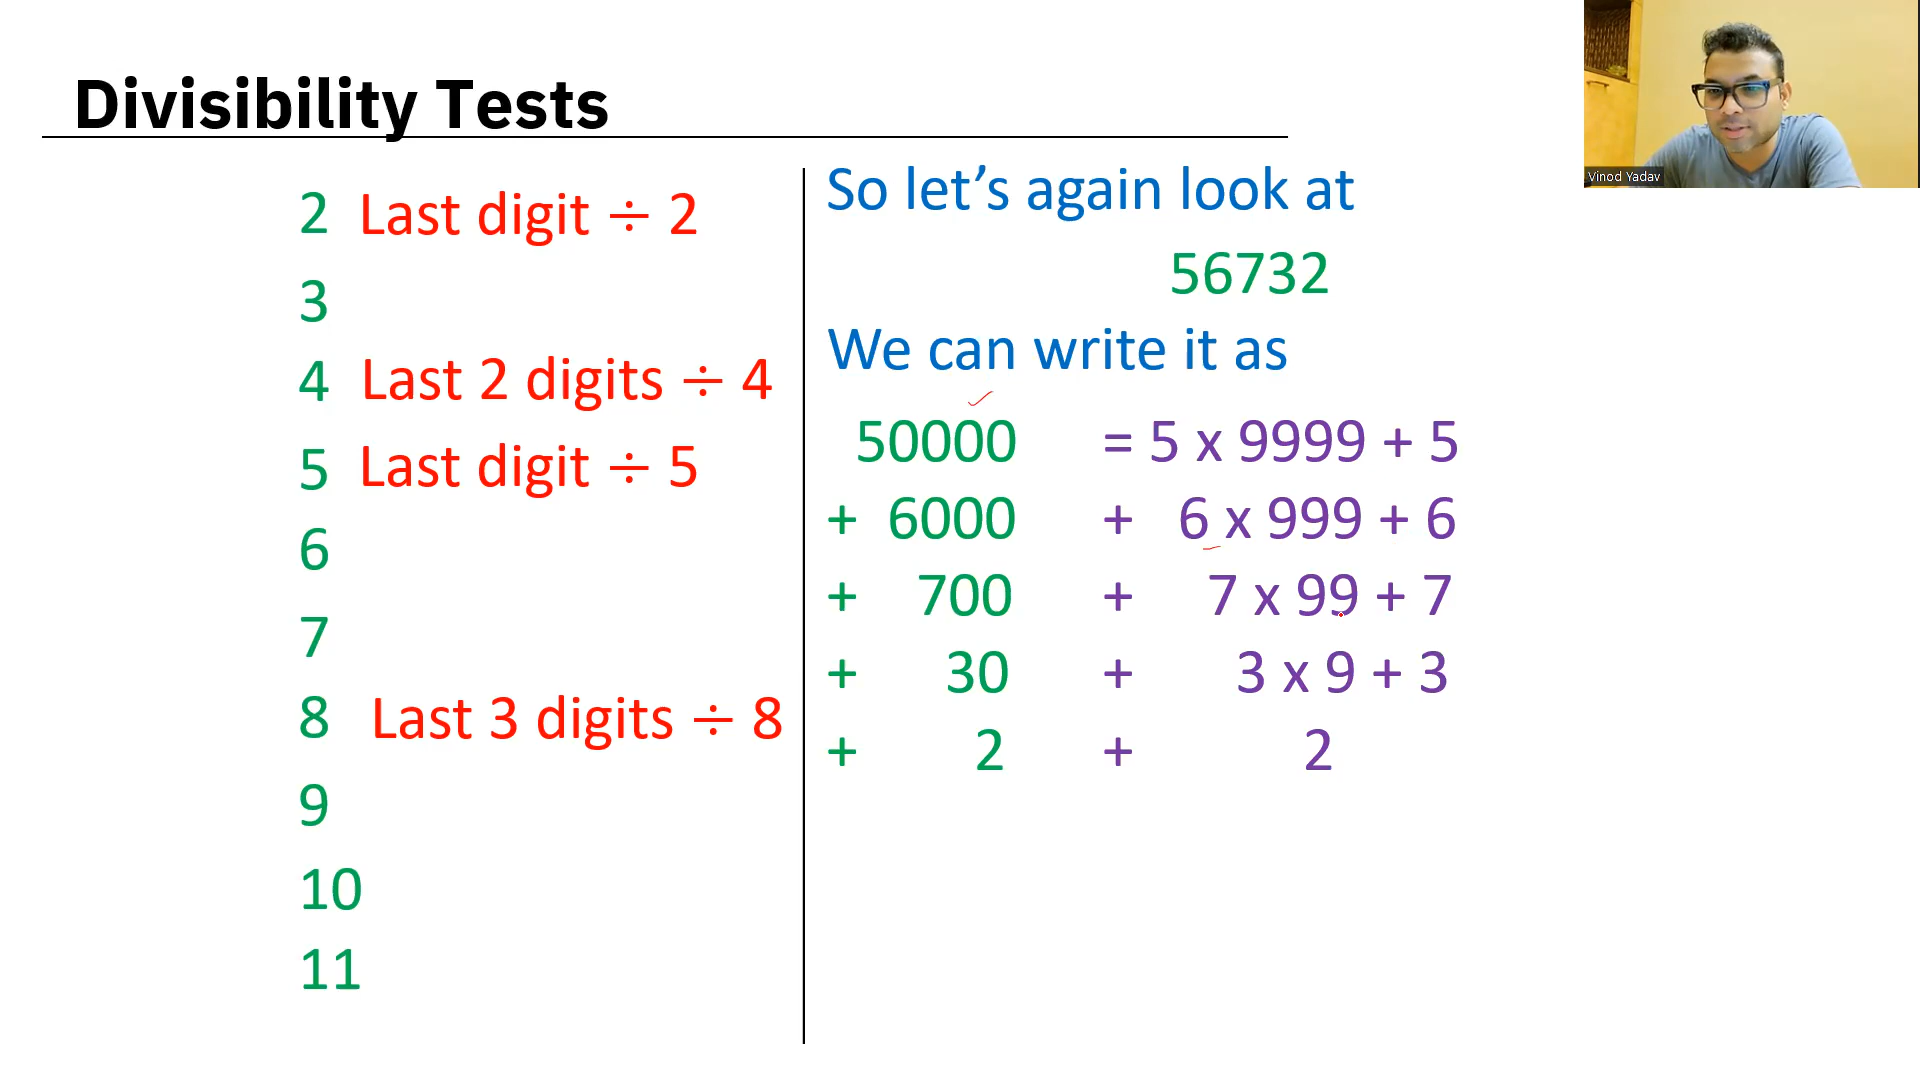 Divisibility Tests
2 Last digit ÷ 2
3
4 Last 2 digits ÷ 4
5 Last digit ÷ 5
6
7
8 Last 3 digits ÷ 8
9
10
11
So let’s again look at
56732
We can write it as
50000 = 5 x 9999 + 5
+ 6000 + 6 x 999 + 6
+ 700 + 7 x 99 + 7
+ 30 + 3 x 9 + 3
+ 2 + 2
Vinod Yadav